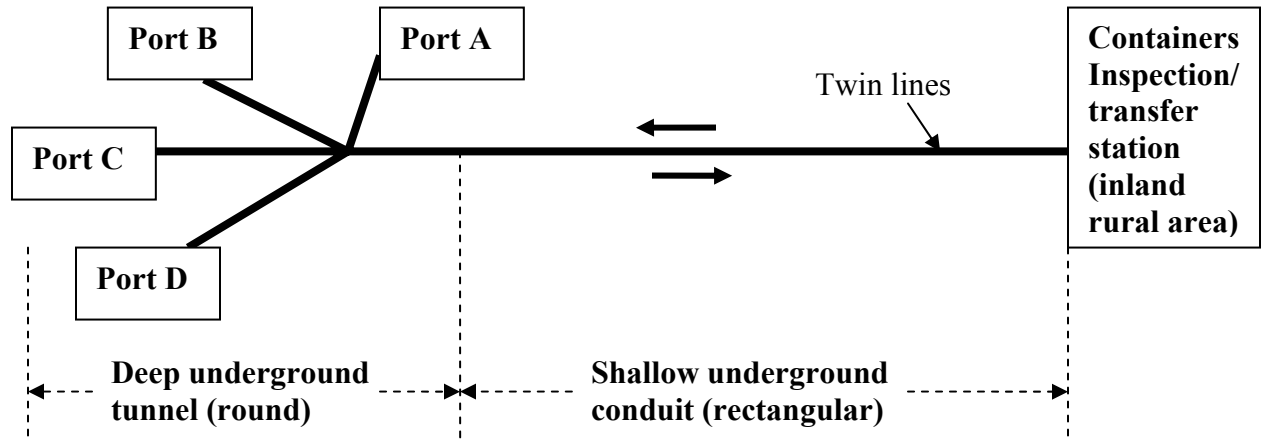 Port B
Port A
Containers
Inspection/
transfer
station
(inland
rural area)
Twin lines
Port C
Port D
Deep underground
tunnel (round)
Shallow underground
conduit (rectangular)